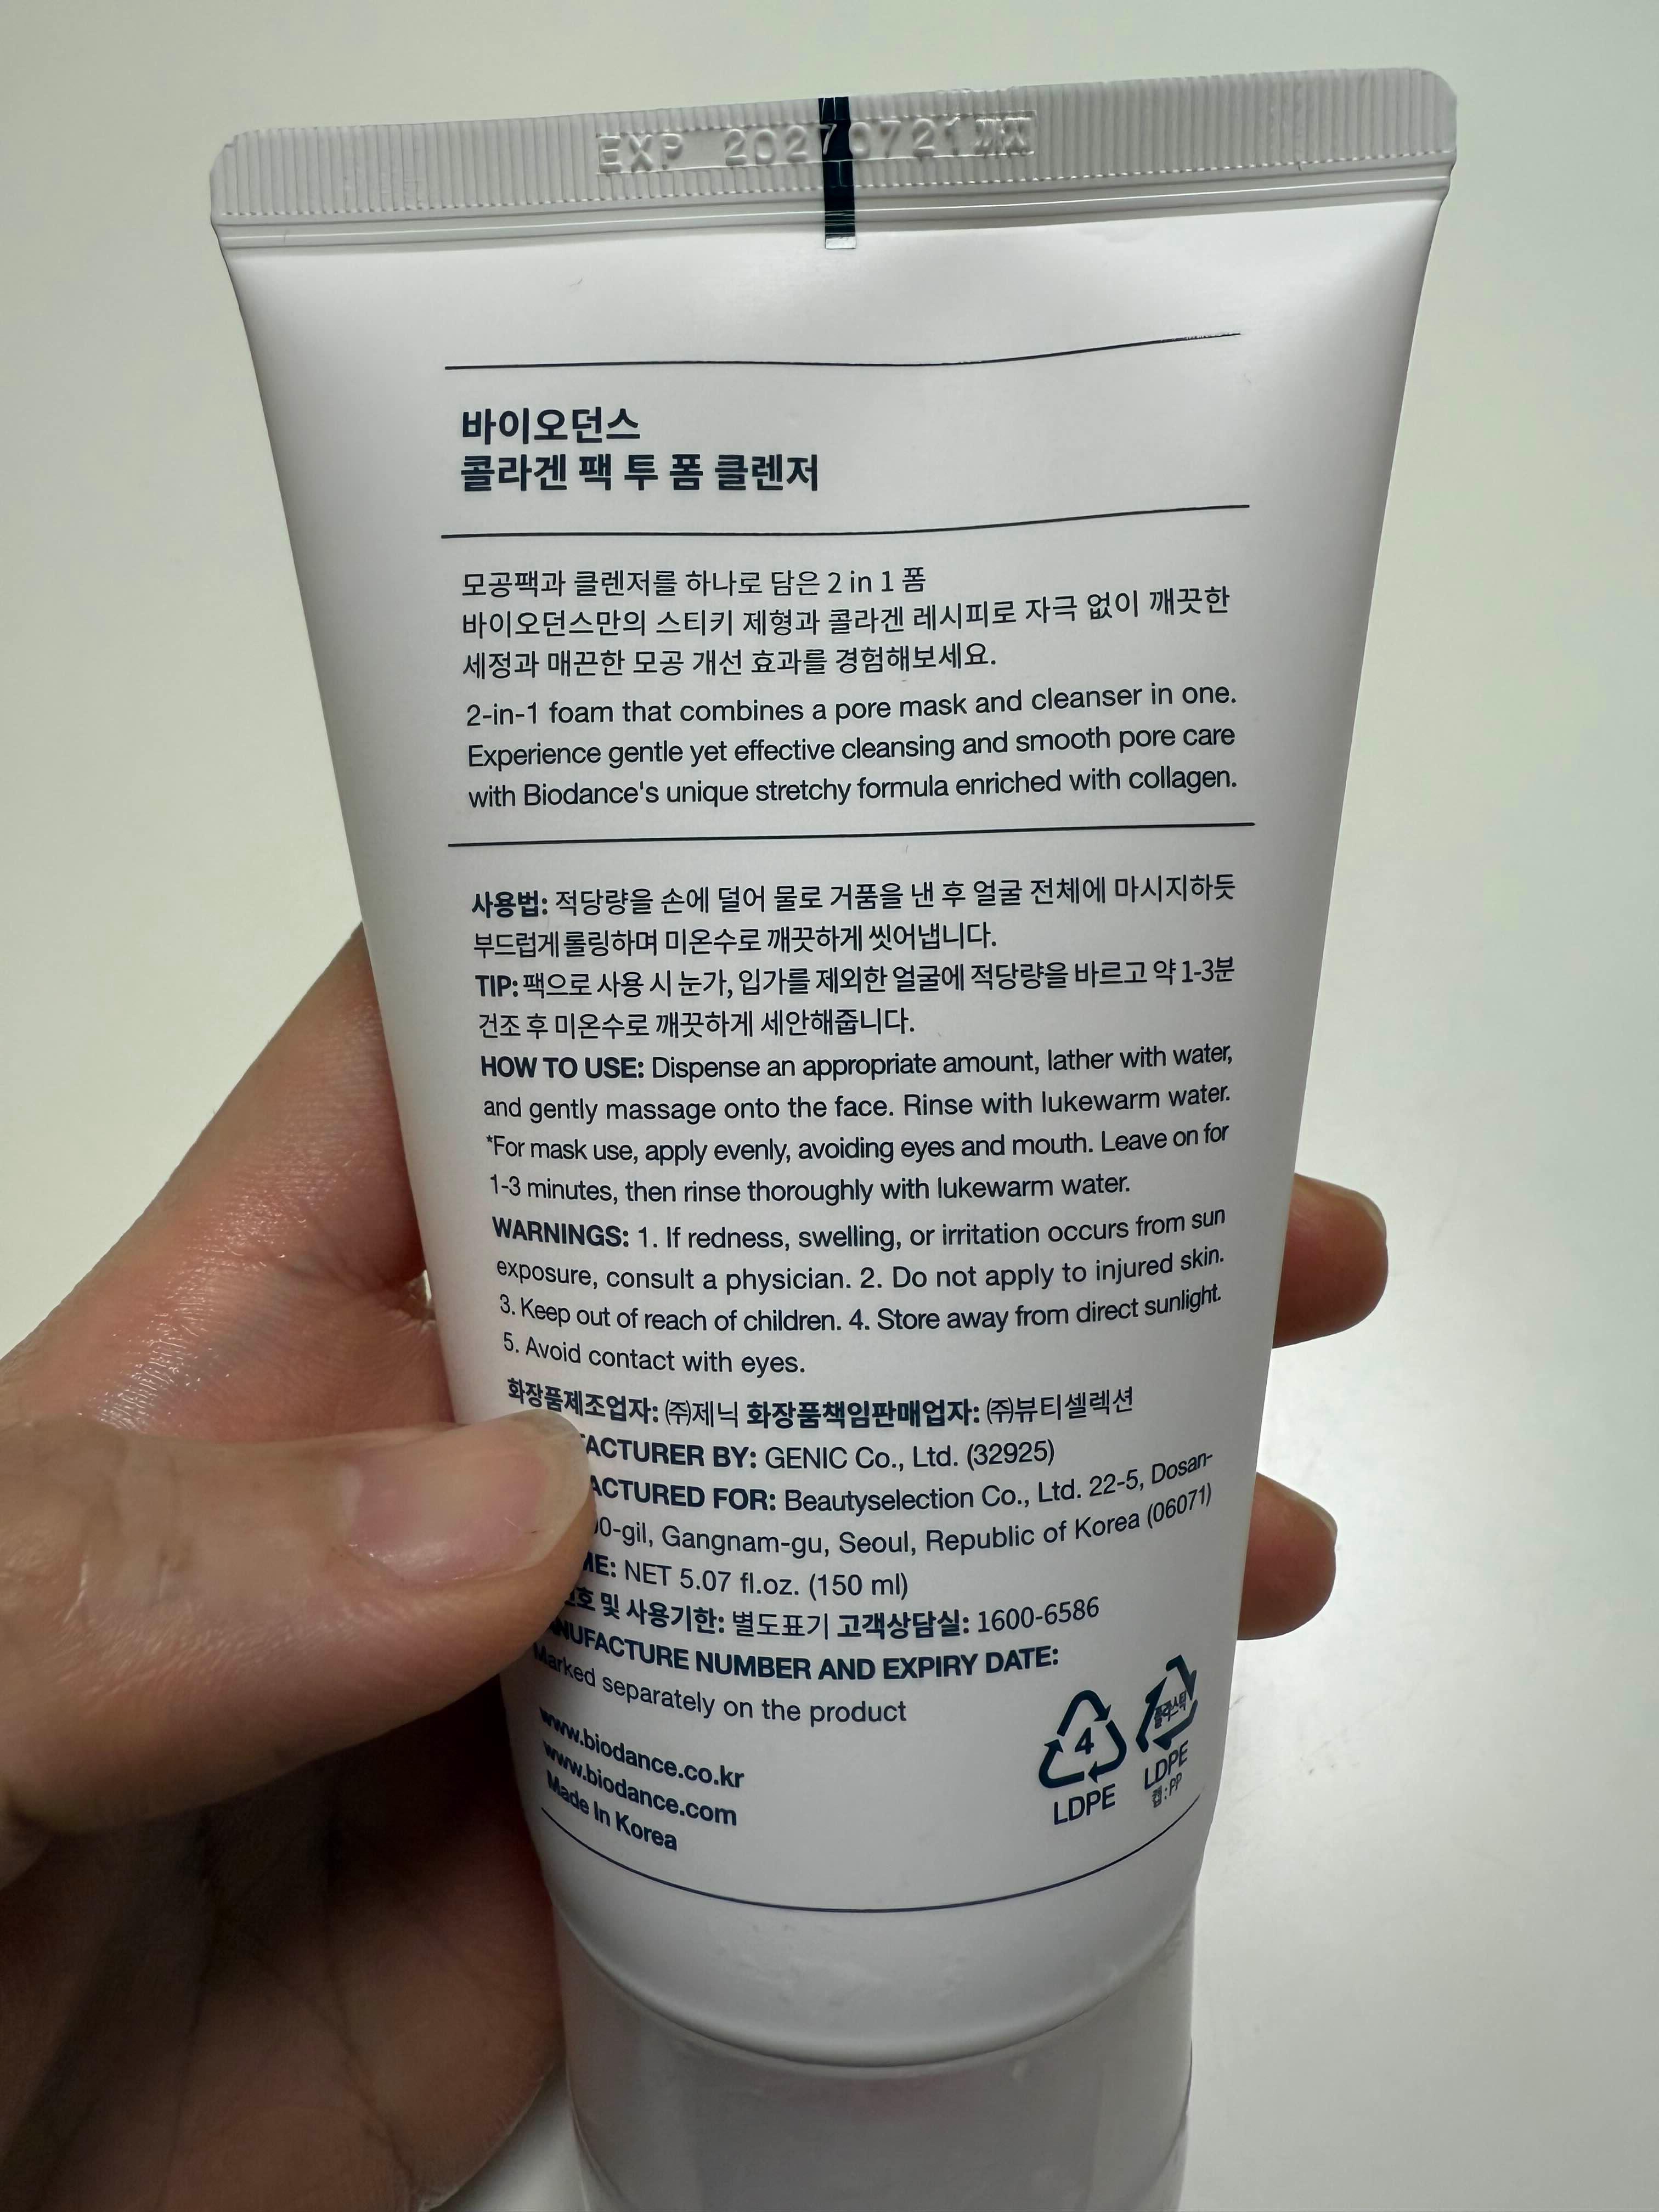 EXP 20270721까지
바이오던스
콜라겐 팩 투 폼 클렌저
모공팩과 클렌저를 하나로 담은 2 in 1 폼
바이오던스만의 스티키 제형과 콜라겐 레시피로 자극 없이 깨끗한
세정과 매끈한 모공 개선 효과를 경험해보세요.
2-in-1 foam that combines a pore mask and cleanser in one.
Experience gentle yet effective cleansing and smooth pore care
with Biodance's unique stretchy formula enriched with collagen.
사용법: 적당량을 손에 덜어 물로 거품을 낸 후 얼굴 전체에 마시지하듯
부드럽게 롤링하며 미온수로 깨끗하게 씻어냅니다.
TIP: 팩으로 사용 시 눈가, 입가를 제외한 얼굴에 적당량을 바르고 약 1-3분
건조 후 미온수로 깨끗하게 세안해줍니다.
HOW TO USE: Dispense an appropriate amount, lather with water,
and gently massage onto the face. Rinse with lukewarm water.
*For mask use, apply evenly, avoiding eyes and mouth. Leave on for
1-3 minutes, then rinse thoroughly with lukewarm water.
WARNINGS: 1. If redness, swelling, or irritation occurs from sun
exposure, consult a physician. 2. Do not apply to injured skin.
3. Keep out of reach of children. 4. Store away from direct sunlight.
5. Avoid contact with eyes.
화장품제조업자: ㈜제닉 화장품책임판매업자: ㈜뷰티셀렉션
ACTURER BY: GENIC Co., Ltd. (32925)
ACTURED FOR: Beautyselection Co., Ltd. 22-5, Dosan-
0-gil, Gangnam-gu, Seoul, Republic of Korea (06071)
ME: NET 5.07 fl.oz. (150 ml)
호 및 사용기한: 별도표기 고객상담실: 1600-6586
NUFACTURE NUMBER AND EXPIRY DATE:
Marked separately on the product
www.biodance.co.kr
www.biodance.com
Made In Korea
4
LDPE
플라스틱
LDPE
캡:PP